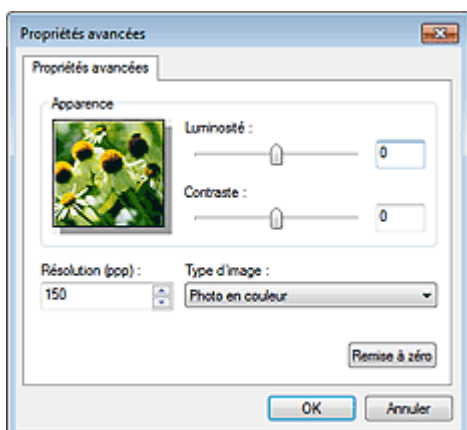 Propriétés avancées
Propriétés avancées
Apparence
Luminosité :
0
Contraste :
0
Résolution (ppp) :
Type d'image :
150
Photo en couleur
Remise à zéro
OK
Annuler